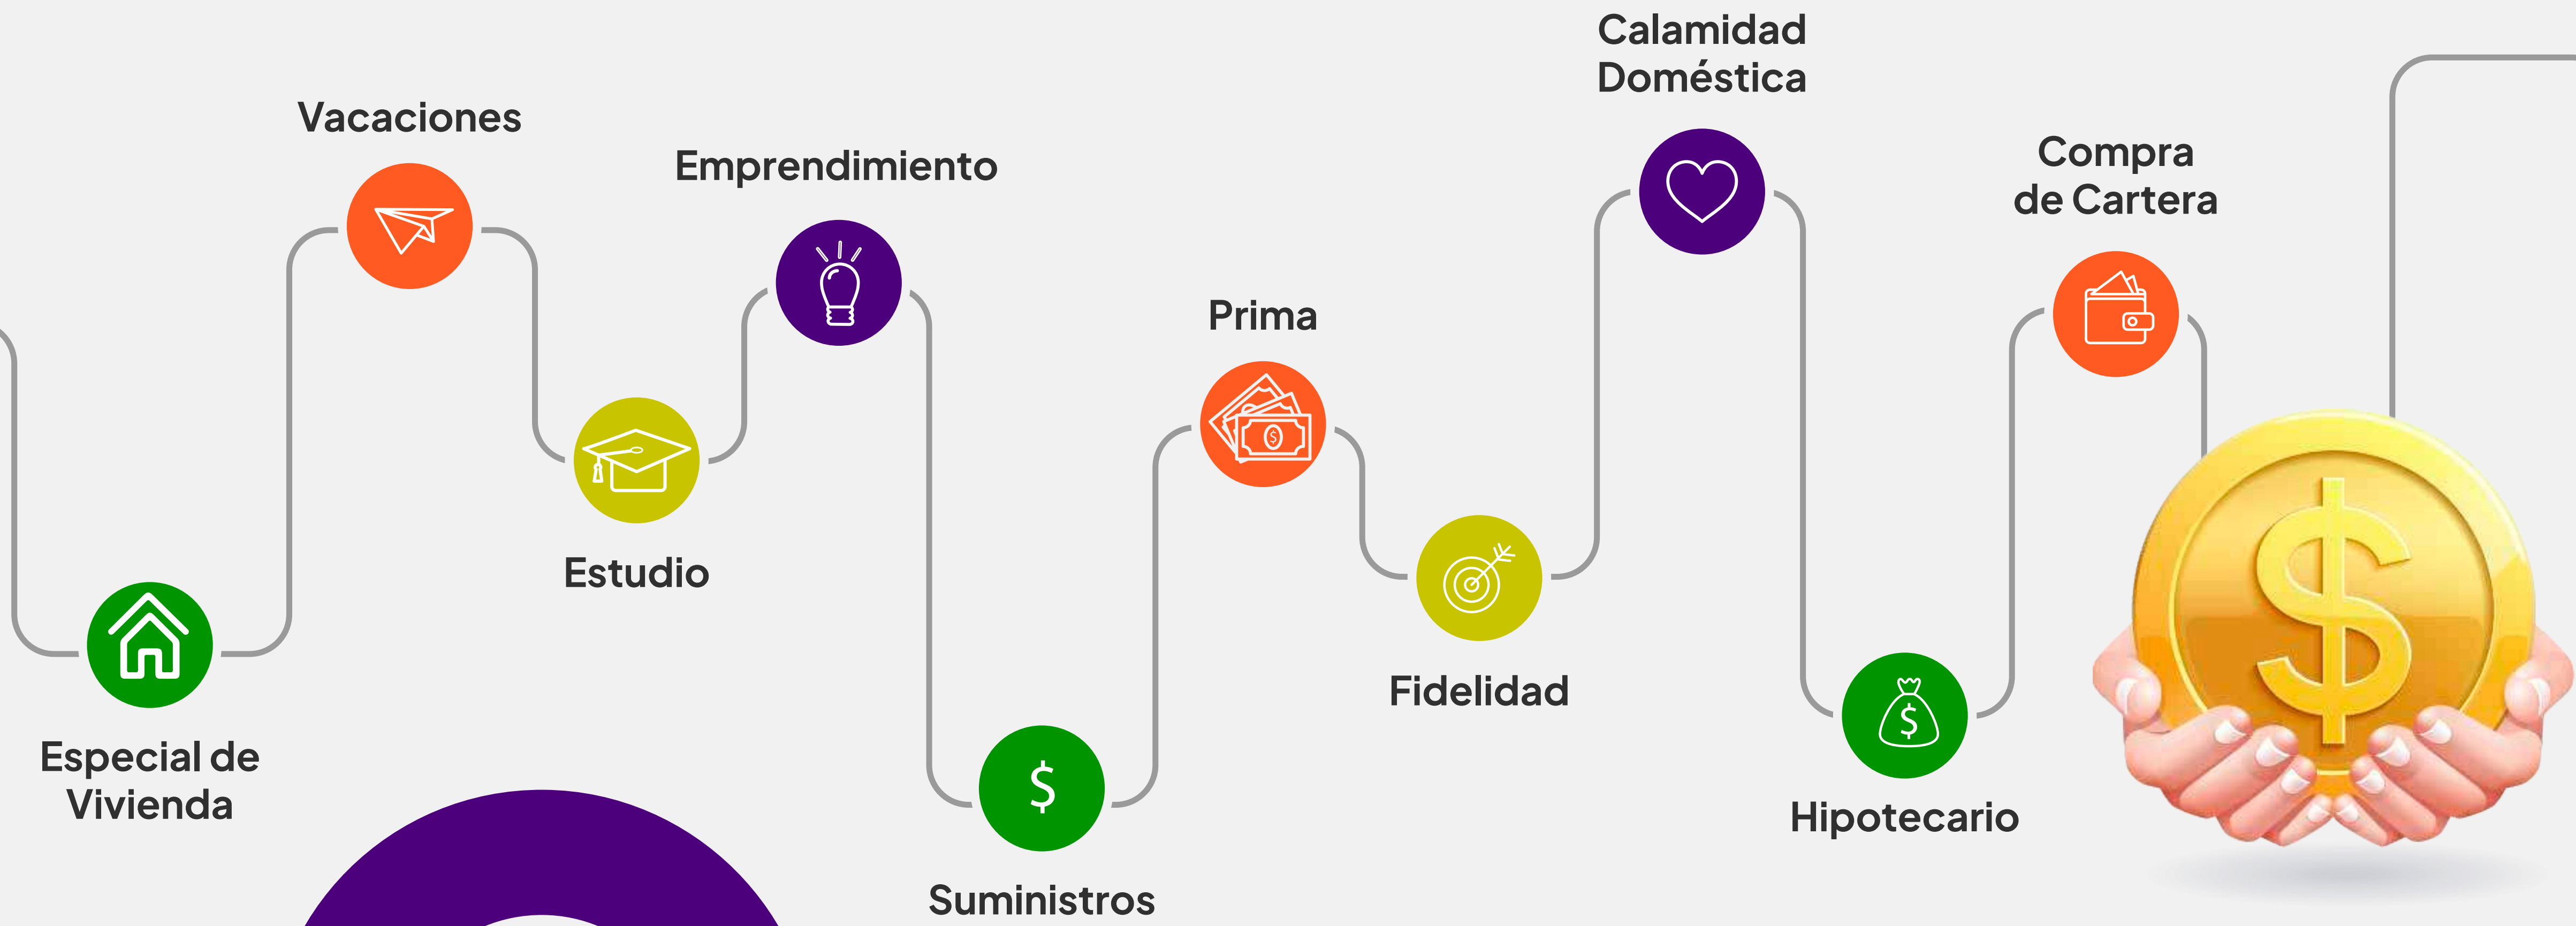 Especial de
Vivienda
Vacaciones
Estudio
Emprendimiento
Suministros
$
Prima
$
Fidelidad
Calamidad
Doméstica
Hipotecario
$
Compra
de Cartera
$